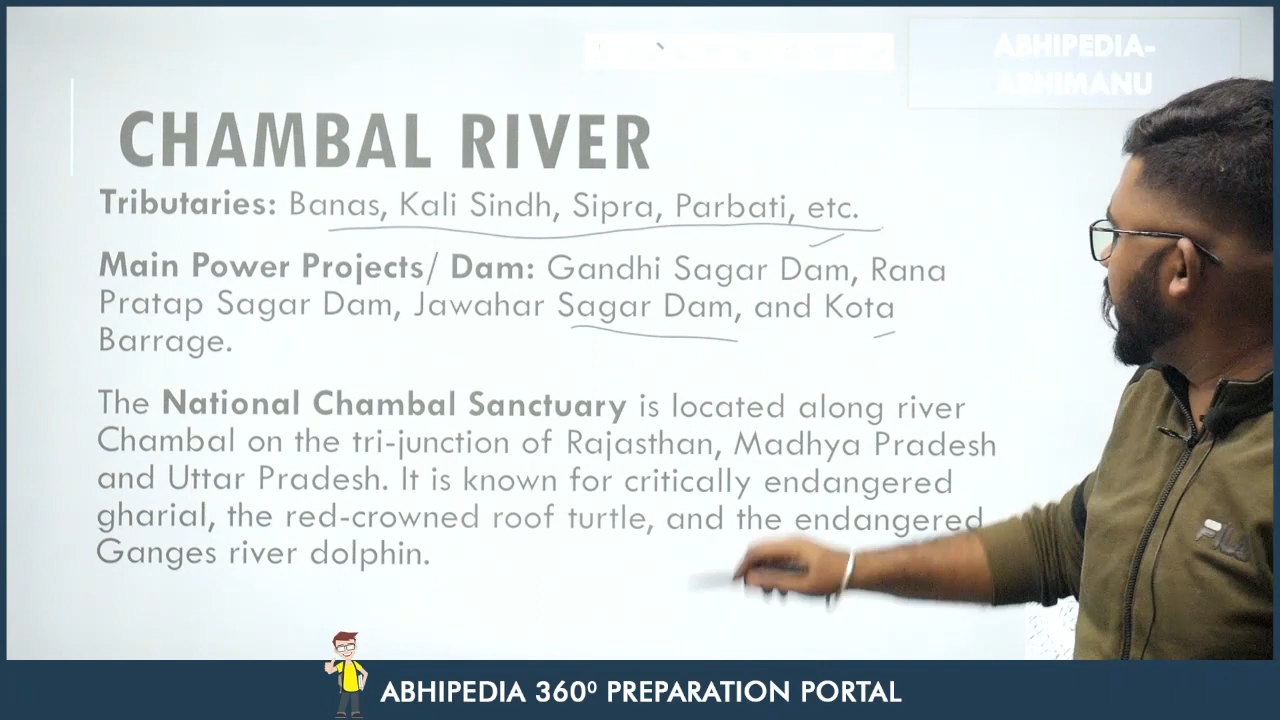 ABHIPEDIA-
ABHIMANU
CHAMBAL RIVER
Tributaries: Banas, Kali Sindh, Sipra, Parbati, etc.
Main Power Projects/ Dam: Gandhi Sagar Dam, Rana
Pratap Sagar Dam, Jawahar Sagar Dam, and Kota
Barrage.
The National Chambal Sanctuary is located along river
Chambal on the tri-junction of Rajasthan, Madhya Pradesh
and Uttar Pradesh. It is known for critically endangered
gharial, the red-crowned roof turtle, and the endangered
Ganges river dolphin.
FILA
ABHIPEDIA 360⁰ PREPARATION PORTAL